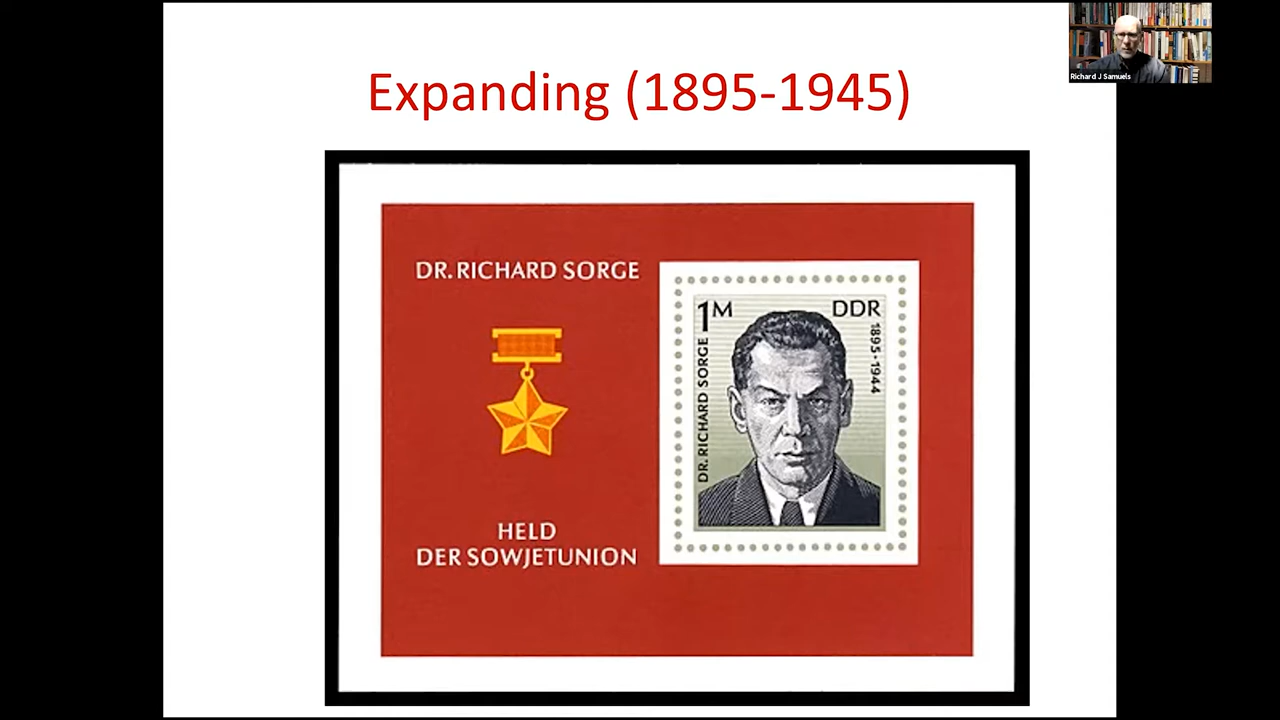 Expanding (1895-1945)
Richard J Samuels
DR. RICHARD SORGE
HELD
DER SOWJETUNION
1M
DDR
DR. RICHARD SORGE
1895 · 1944